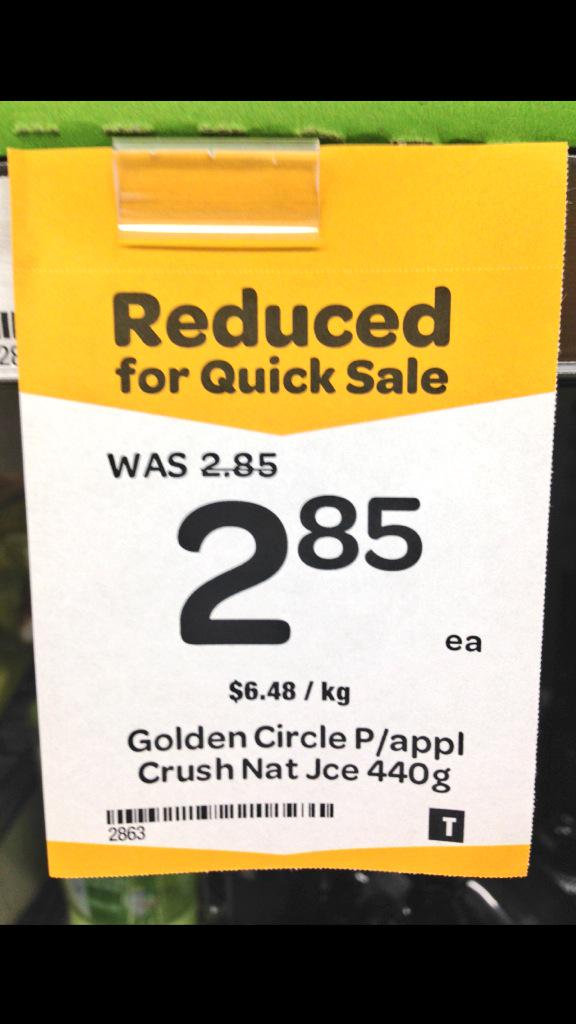 Reduced
for Quick Sale
WAS 2.85
2 85
ea
$6.48 / kg
Golden Circle P/appl
Crush Nat Jce 440g
2863
T
28